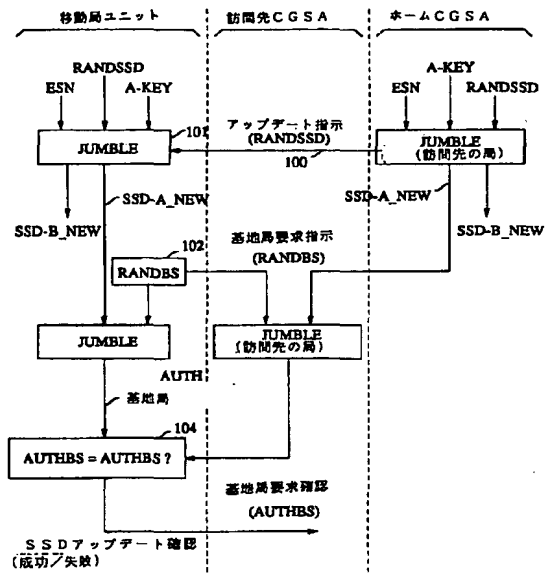 移動局ユニット
訪問先CGSA
ホームCGSA
RANDSSD
ESN
A-KEY
A-KEY
ESN
RANDSSD
101
JUMBLE
アップデート指示
(RANDSSD)
100
JUMBLE
(訪問先の局)
SSD-A_NEW
SSD-B_NEW
SSD-A_NEW
SSD-B_NEW
102
RANDBS
基地局要求指示
(RANDBS)
JUMBLE
JUMBLE
(訪問先の局)
AUTH
基地局
104
AUTHBS = AUTHBS ?
基地局要求確認
(AUTHBS)
SSDアップデート確認
(成功/失敗)